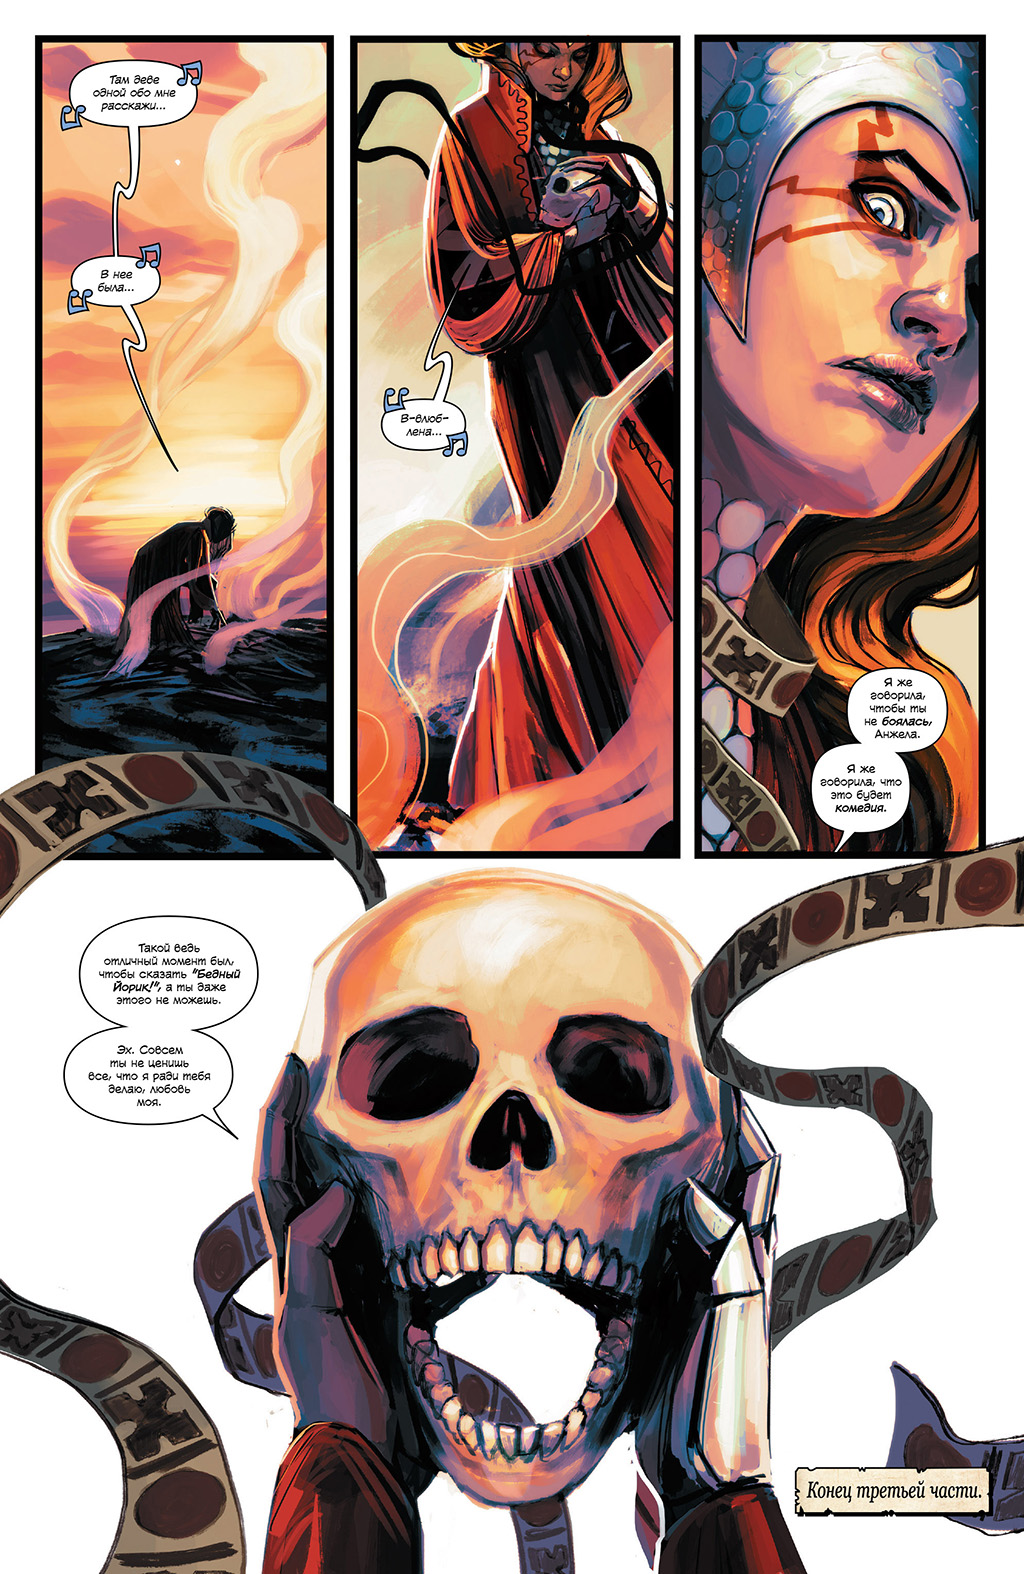 Там деве
одной обо мне
расскажи...
В нее
была...
В-влюб-
лена...
Я же
говорила,
чтобы ты
не боялась,
Анжела.
Я же
говорила, что
это будет
комедия.
Такой ведь
отличный момент был,
чтобы сказать "Бедный
Йорик!", а ты даже
этого не можешь.
Эх. Совсем
ты не ценишь
все, что я ради тебя
делаю, любовь
моя.
Конец третьей части.